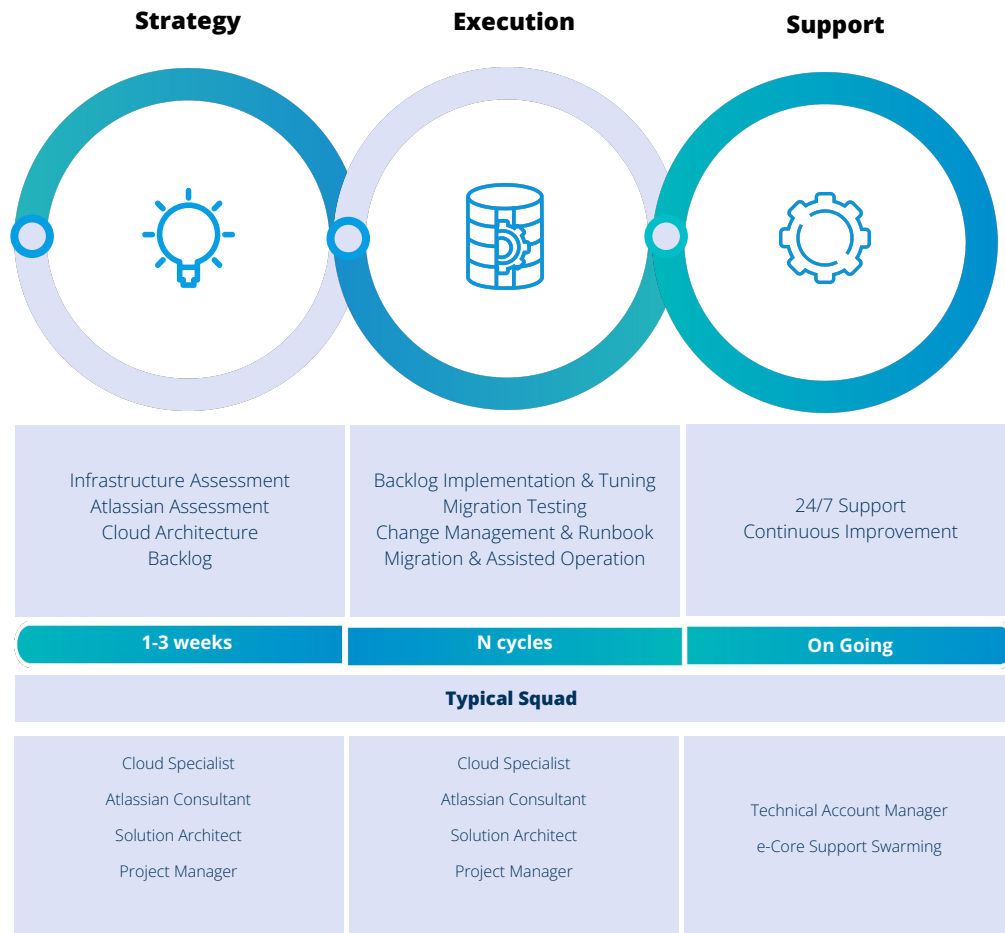 Strategy
Execution
Support
Infrastructure Assessment
Atlassian Assessment
Cloud Architecture
Backlog
Backlog Implementation & Tuning
Migration Testing
Change Management & Runbook
Migration & Assisted Operation
24/7 Support
Continuous Improvement
1-3 weeks
N cycles
On Going
Typical Squad
Cloud Specialist
Atlassian Consultant
Solution Architect
Project Manager
Cloud Specialist
Atlassian Consultant
Solution Architect
Project Manager
Technical Account Manager
e-Core Support Swarming